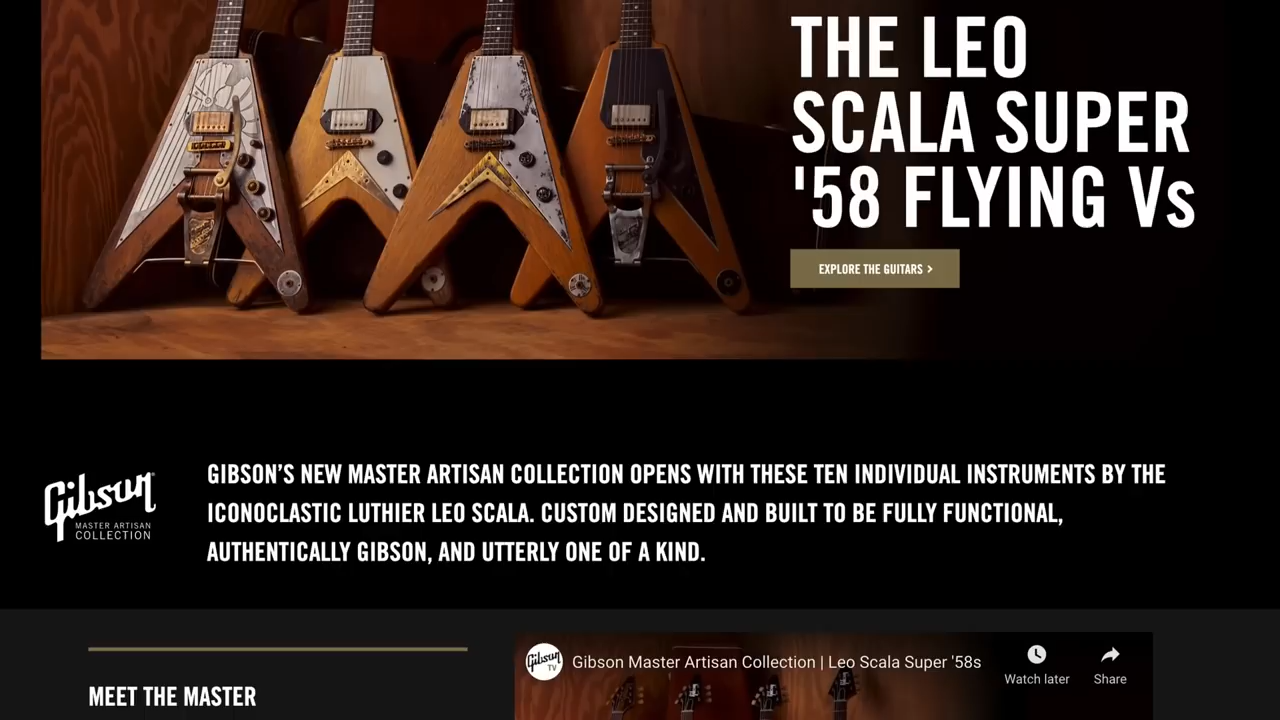 THE LEO
SCALA SUPER
'58 FLYING Vs
EXPLORE THE GUITARS >
Gibson
MASTER ARTISAN
COLLECTION
GIBSON’S NEW MASTER ARTISAN COLLECTION OPENS WITH THESE TEN INDIVIDUAL INSTRUMENTS BY THE
ICONOCLASTIC LUTHIER LEO SCALA. CUSTOM DESIGNED AND BUILT TO BE FULLY FUNCTIONAL,
AUTHENTICALLY GIBSON, AND UTTERLY ONE OF A KIND.
MEET THE MASTER
Gibson
TV
Gibson Master Artisan Collection | Leo Scala Super '58s
Watch later
Share